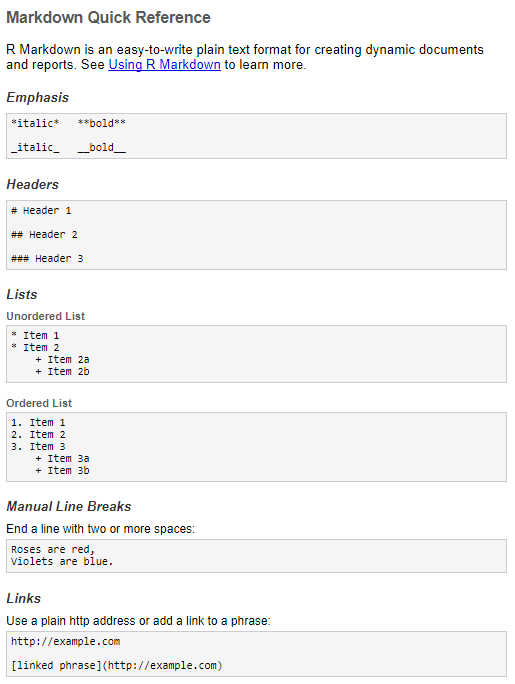 Markdown Quick Reference
R Markdown is an easy-to-write plain text format for creating dynamic documents
and reports. See Using R Markdown to learn more.
Emphasis
*italic*   **bold**
_italic_   __bold__
Headers
# Header 1
## Header 2
### Header 3
Lists
Unordered List
* Item 1
* Item 2
    + Item 2a
    + Item 2b
Ordered List
1. Item 1
2. Item 2
3. Item 3
    + Item 3a
    + Item 3b
Manual Line Breaks
End a line with two or more spaces:
Roses are red,
Violets are blue.
Links
Use a plain http address or add a link to a phrase:
http://example.com
[linked phrase](http://example.com)